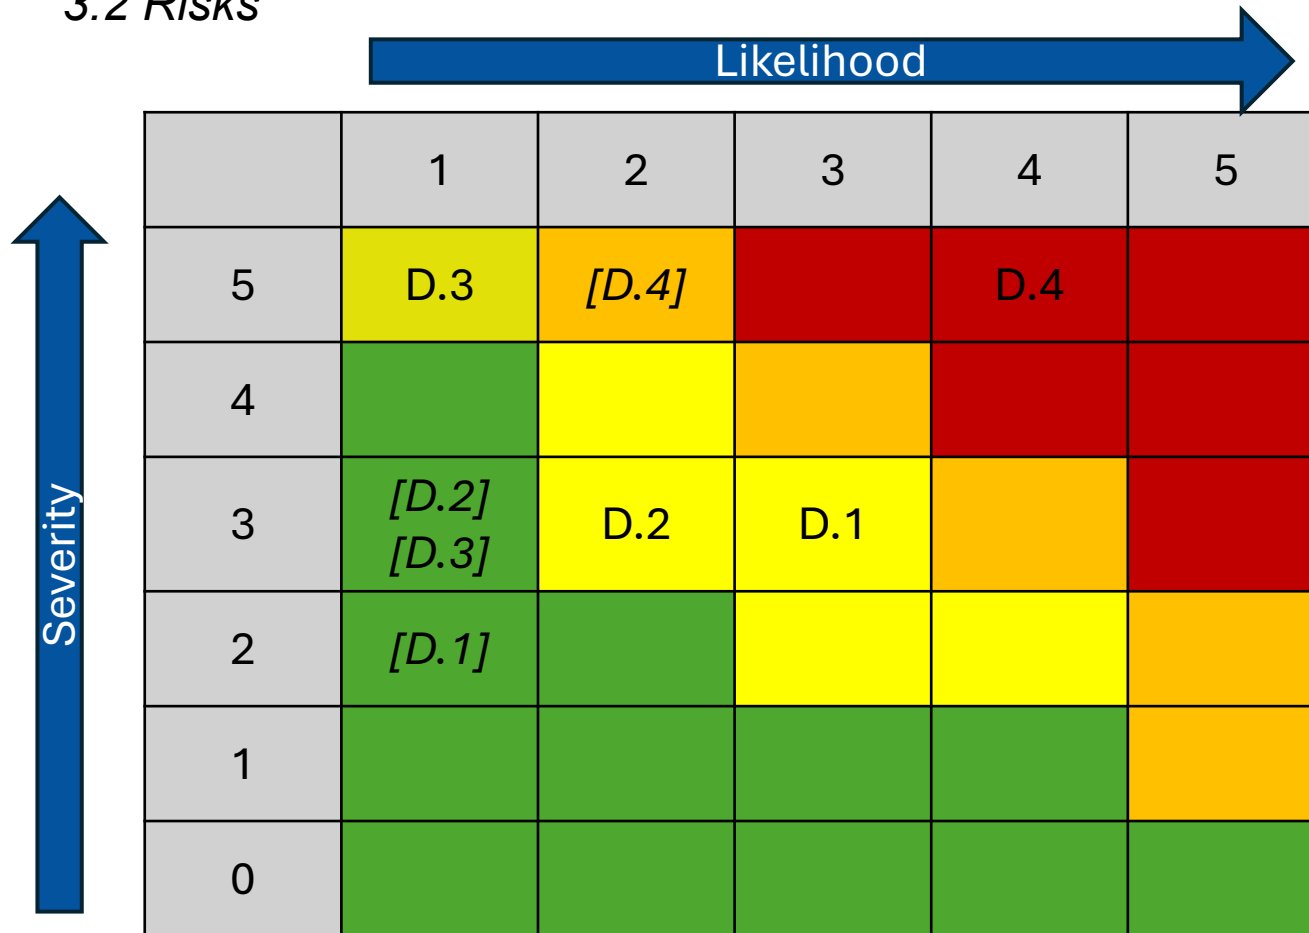 3.2 Risks
Likelihood
1 2 3 4 5
5 D.3 [D.4] D.4
4
3 [D.2] D.2 D.1
[D.3]
2 [D.1]
1
0
Severity